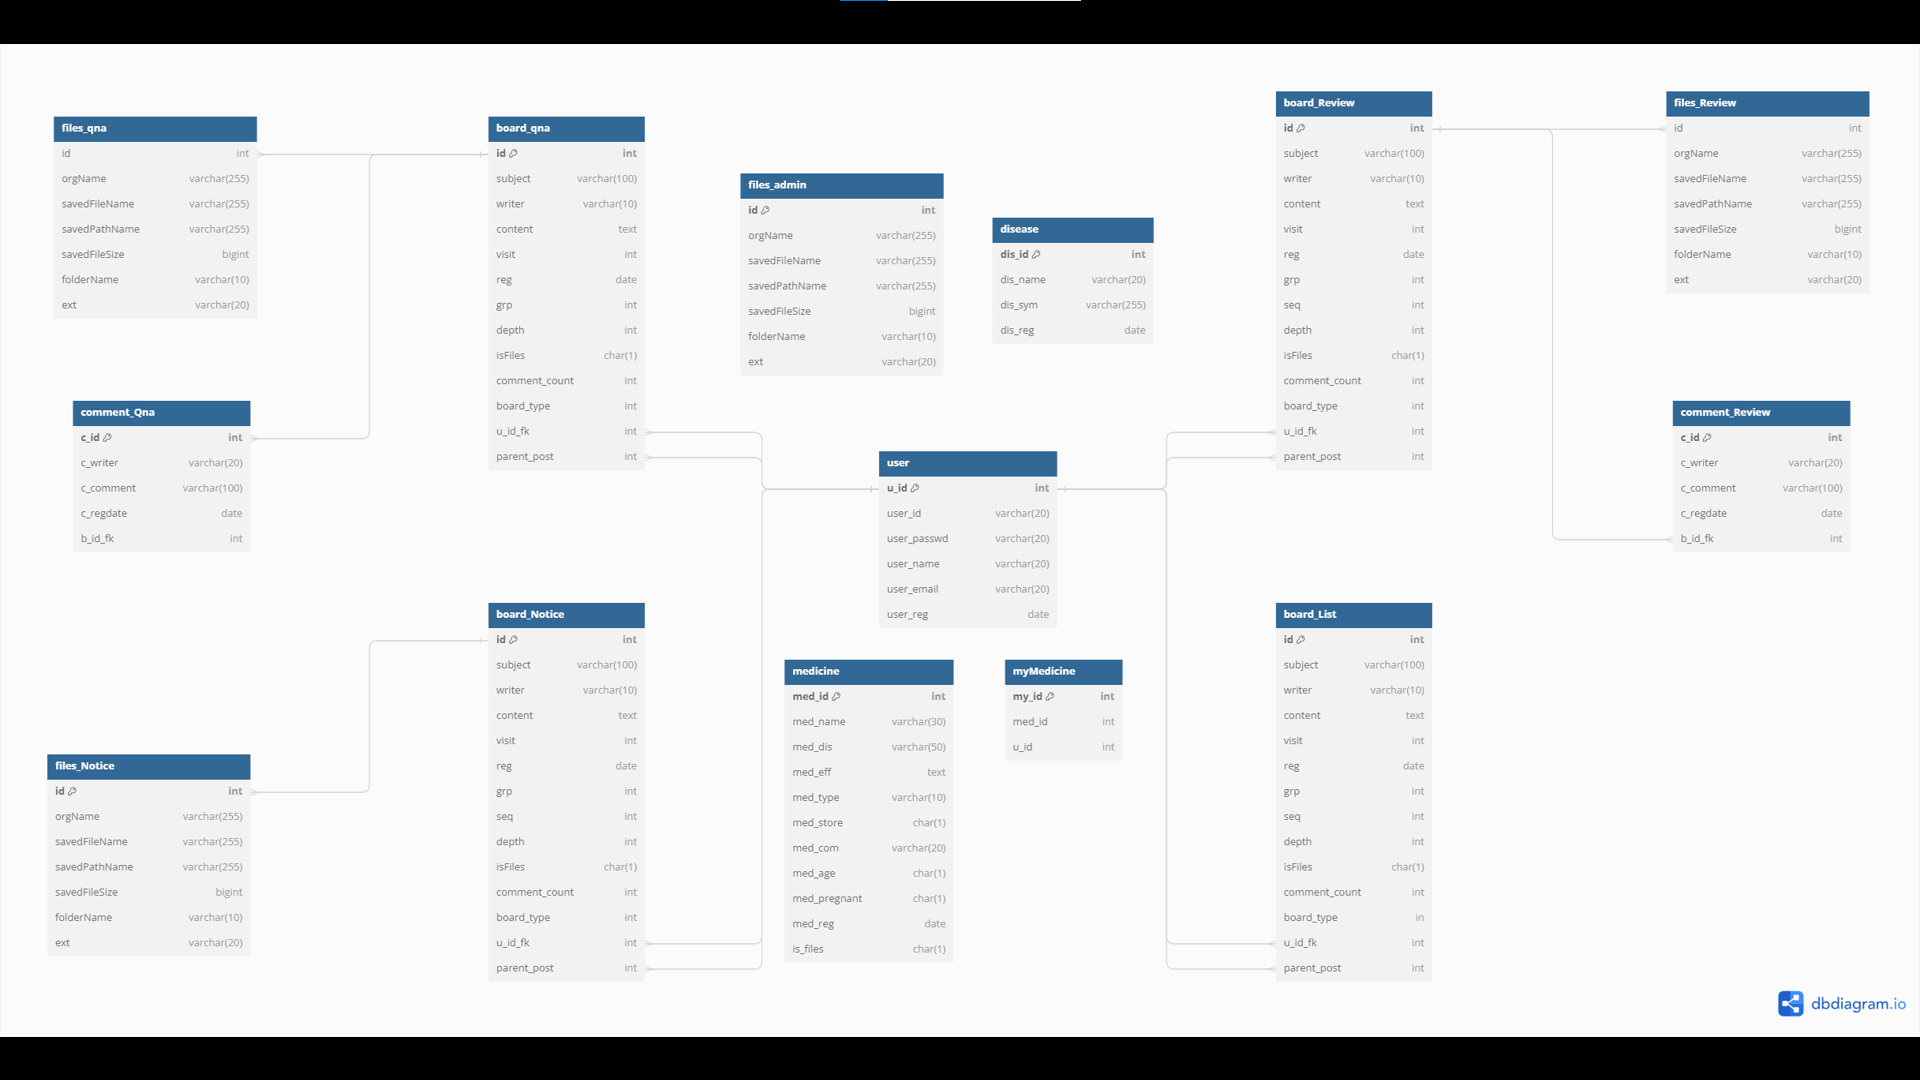 files_qna
id int
orgName varchar(255)
savedFileName varchar(255)
savedPathName varchar(255)
savedFileSize bigint
folderName varchar(10)
ext varchar(20)
board_qna
id int
subject varchar(100)
writer varchar(10)
content text
visit int
reg date
grp int
depth int
isFiles char(1)
comment_count int
board_type int
u_id_fk int
parent_post int
files_admin
id int
orgName varchar(255)
savedFileName varchar(255)
savedPathName varchar(255)
savedFileSize bigint
folderName varchar(10)
ext varchar(20)
disease
dis_id int
dis_name varchar(20)
dis_sym varchar(255)
dis_reg date
board_Review
id int
subject varchar(100)
writer varchar(10)
content text
visit int
reg date
grp int
seq int
depth int
isFiles char(1)
comment_count int
board_type int
u_id_fk int
parent_post int
files_Review
id int
orgName varchar(255)
savedFileName varchar(255)
savedPathName varchar(255)
savedFileSize bigint
folderName varchar(10)
ext varchar(20)
comment_Qna
c_id int
c_writer varchar(20)
c_comment varchar(100)
c_regdate date
b_id_fk int
user
u_id int
user_id varchar(20)
user_passwd varchar(20)
user_name varchar(20)
user_email varchar(20)
user_reg date
comment_Review
c_id int
c_writer varchar(20)
c_comment varchar(100)
c_regdate date
b_id_fk int
files_Notice
id int
orgName varchar(255)
savedFileName varchar(255)
savedPathName varchar(255)
savedFileSize bigint
folderName varchar(10)
ext varchar(20)
board_Notice
id int
subject varchar(100)
writer varchar(10)
content text
visit int
reg date
grp int
seq int
depth int
isFiles char(1)
comment_count int
board_type int
u_id_fk int
parent_post int
medicine
med_id int
med_name varchar(30)
med_dis varchar(50)
med_eff text
med_type varchar(10)
med_store char(1)
med_com varchar(20)
med_age char(1)
med_pregnant char(1)
med_reg date
is_files char(1)
myMedicine
my_id int
med_id int
u_id int
board_List
id int
subject varchar(100)
writer varchar(10)
content text
visit int
reg date
grp int
seq int
depth int
isFiles char(1)
comment_count int
board_type in
u_id_fk int
parent_post int
dbdiagram.io